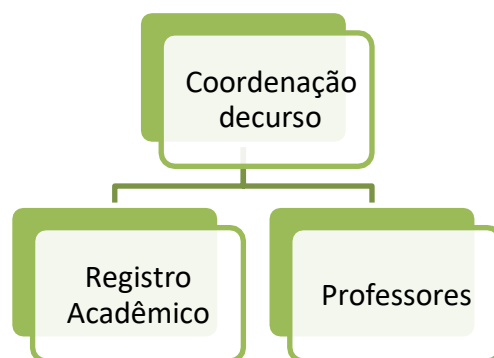 Coordenação
decurso
Registro
Acadêmico
Professores